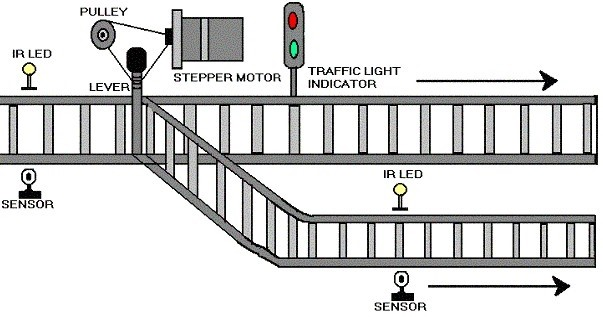 PULLEY
IR LED
LEVER
STEPPER MOTOR
TRAFFIC LIGHT
INDICATOR
SENSOR
IR LED
SENSOR